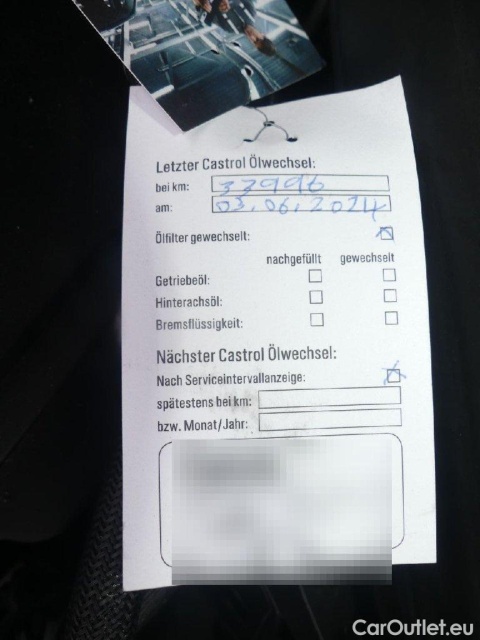 Letzter Castrol Ölwechsel:
bei km: 37996
am: 03.06.2024
Ölfilter gewechselt:
nachgefüllt gewechselt
Getriebeöl:
Hinterachsöl:
Bremsflüssigkeit:
Nächster Castrol Ölwechsel:
Nach Serviceintervallanzeige:
spätestens bei km:
bzw. Monat/Jahr:
CarOutlet.eu